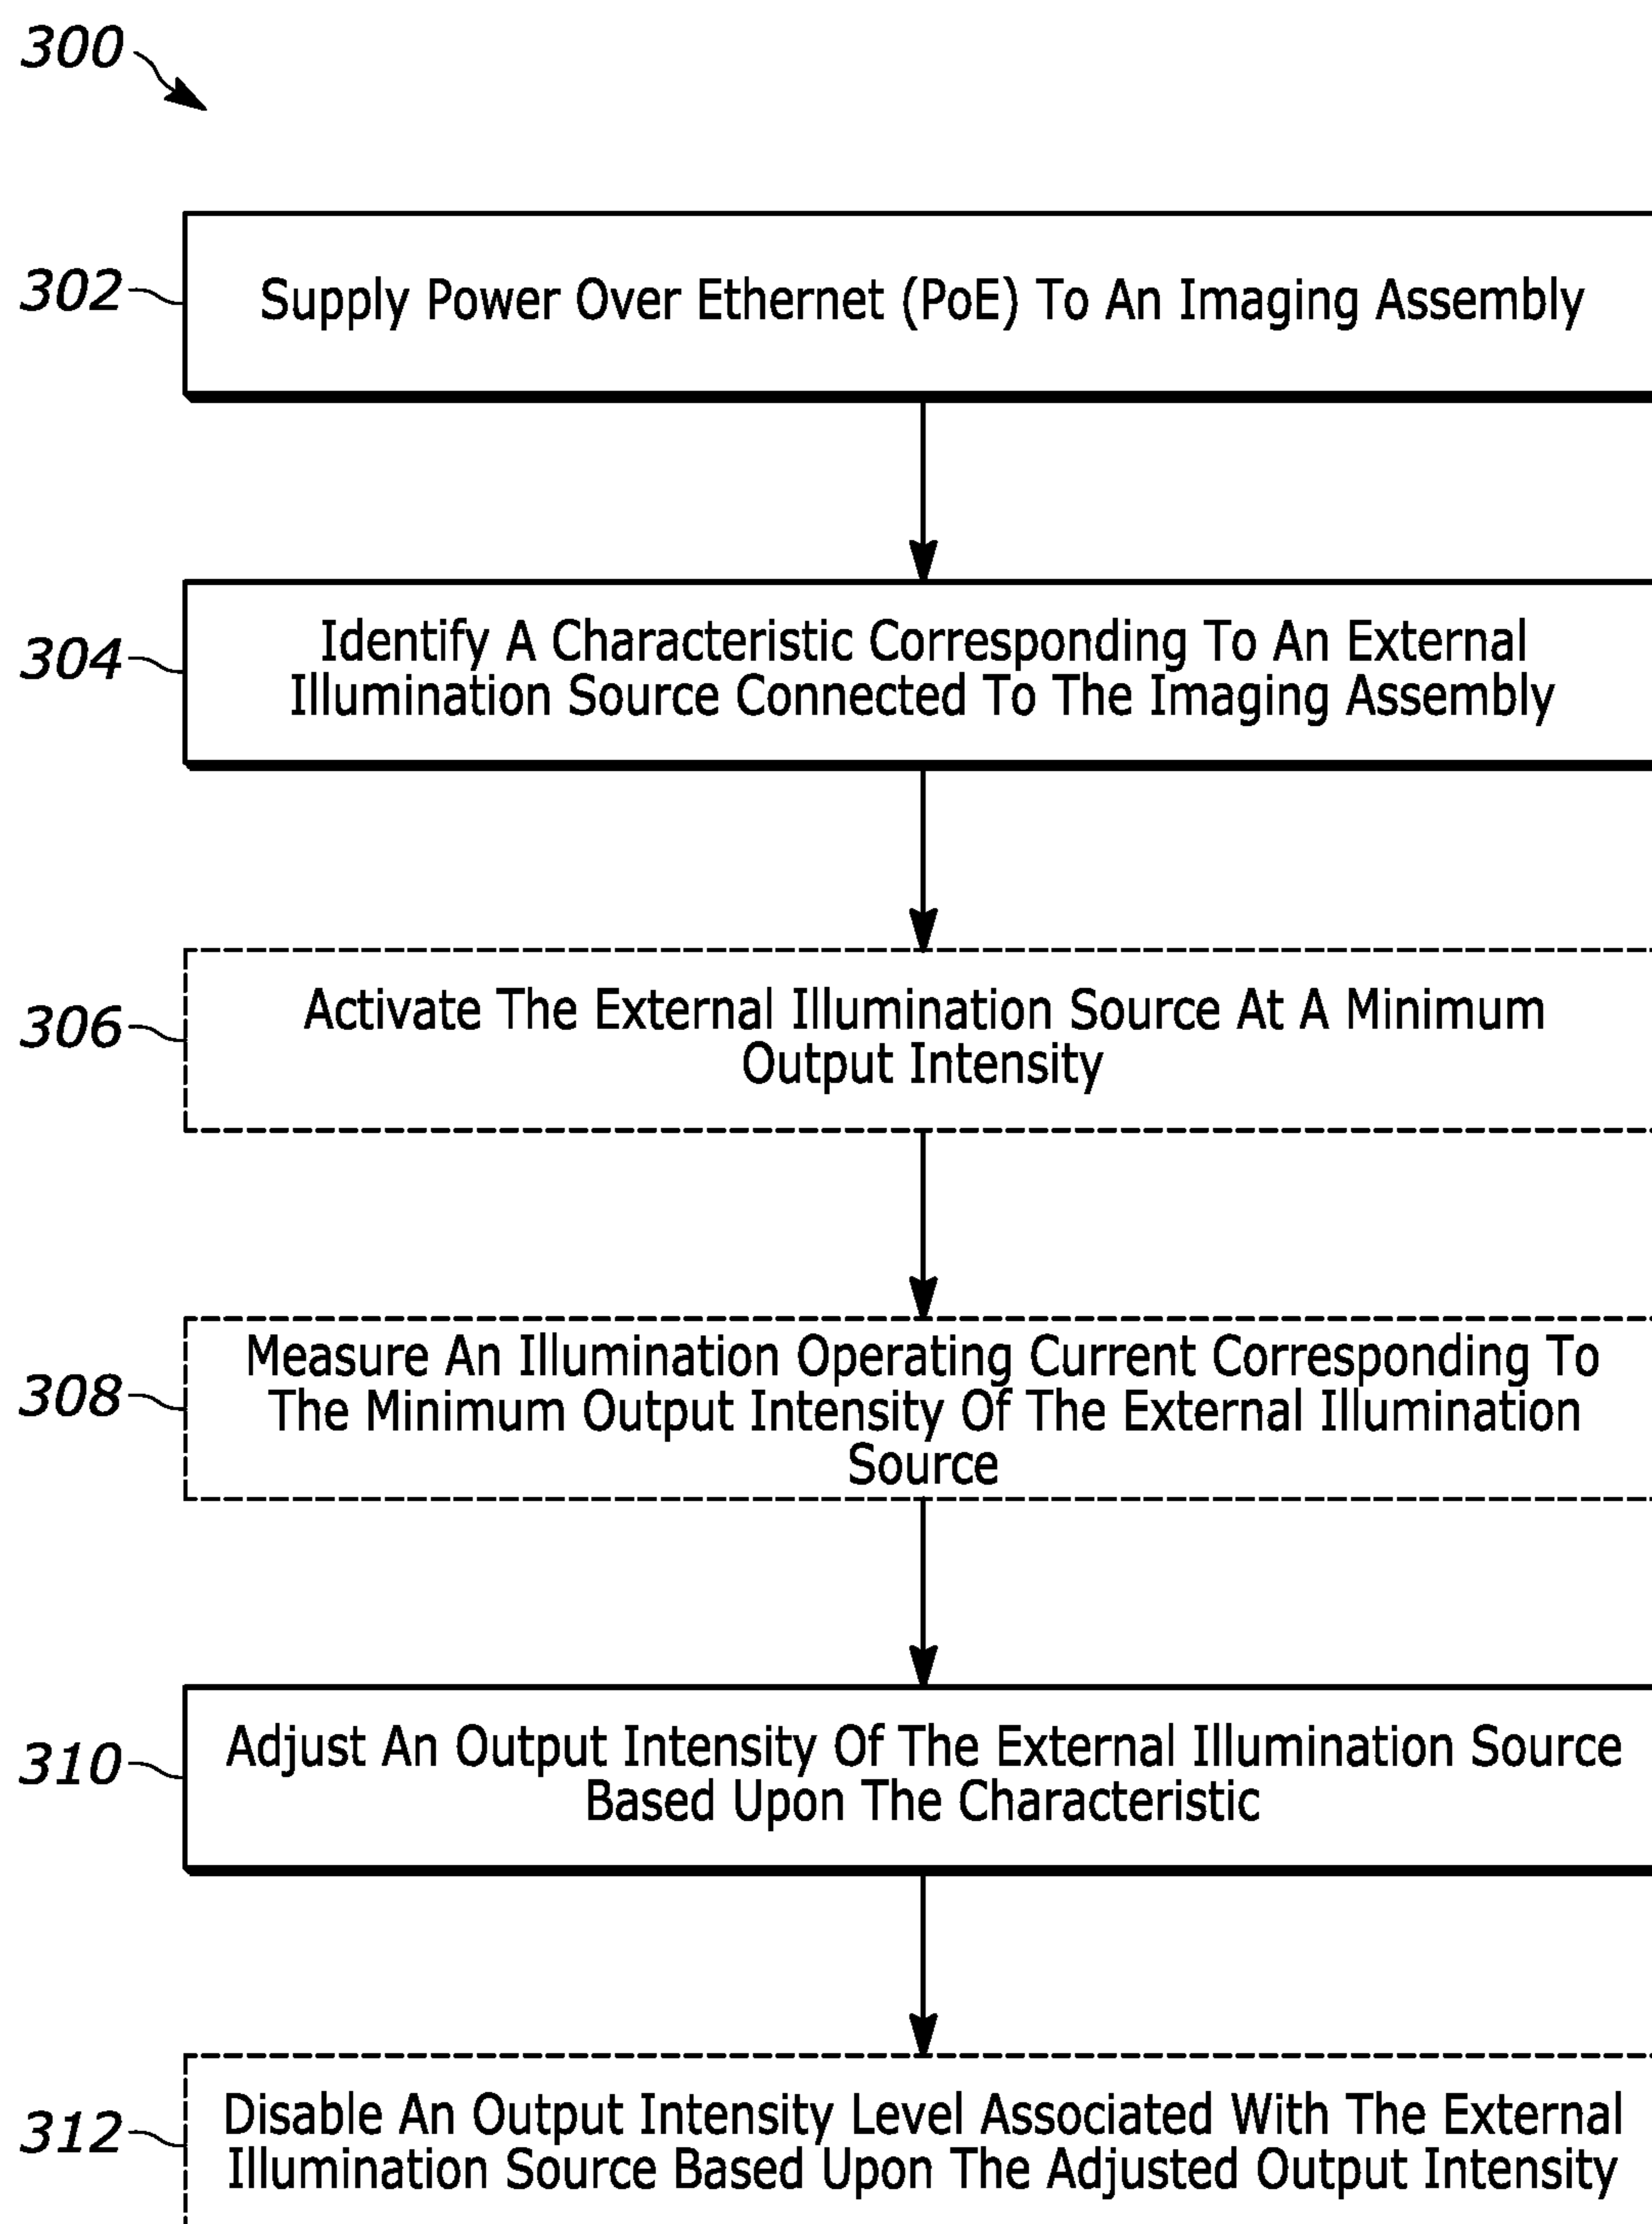 300
302
Supply Power Over Ethernet (PoE) To An Imaging Assembly
304
Identify A Characteristic Corresponding To An External
Illumination Source Connected To The Imaging Assembly
306
Activate The External Illumination Source At A Minimum
Output Intensity
308
Measure An Illumination Operating Current Corresponding To
The Minimum Output Intensity Of The External Illumination
Source
310
Adjust An Output Intensity Of The External Illumination Source
Based Upon The Characteristic
312
Disable An Output Intensity Level Associated With The External
Illumination Source Based Upon The Adjusted Output Intensity